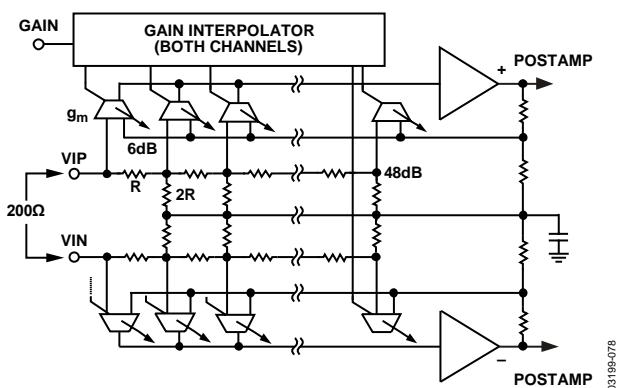 GAIN
GAIN INTERPOLATOR
(BOTH CHANNELS)
POSTAMP
+
gm
6dB
VIP
R
2R
48dB
200Ω
VIN
–
POSTAMP
03199-078